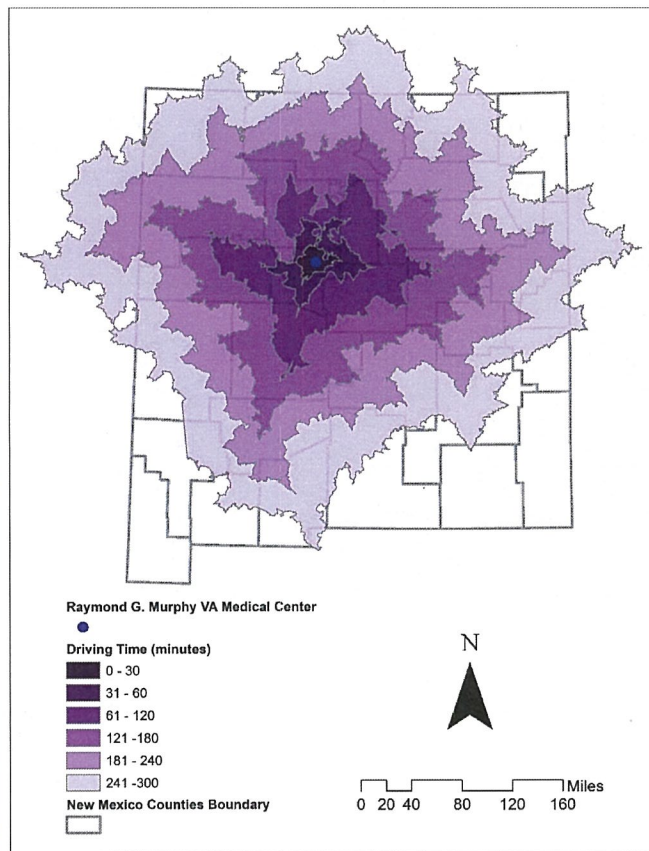 Raymond G. Murphy VA Medical Center
Driving Time (minutes)
0 - 30
31 - 60
61 - 120
121 -180
181 - 240
241 -300
New Mexico Counties Boundary
N
Miles
0 20 40 80 120 160